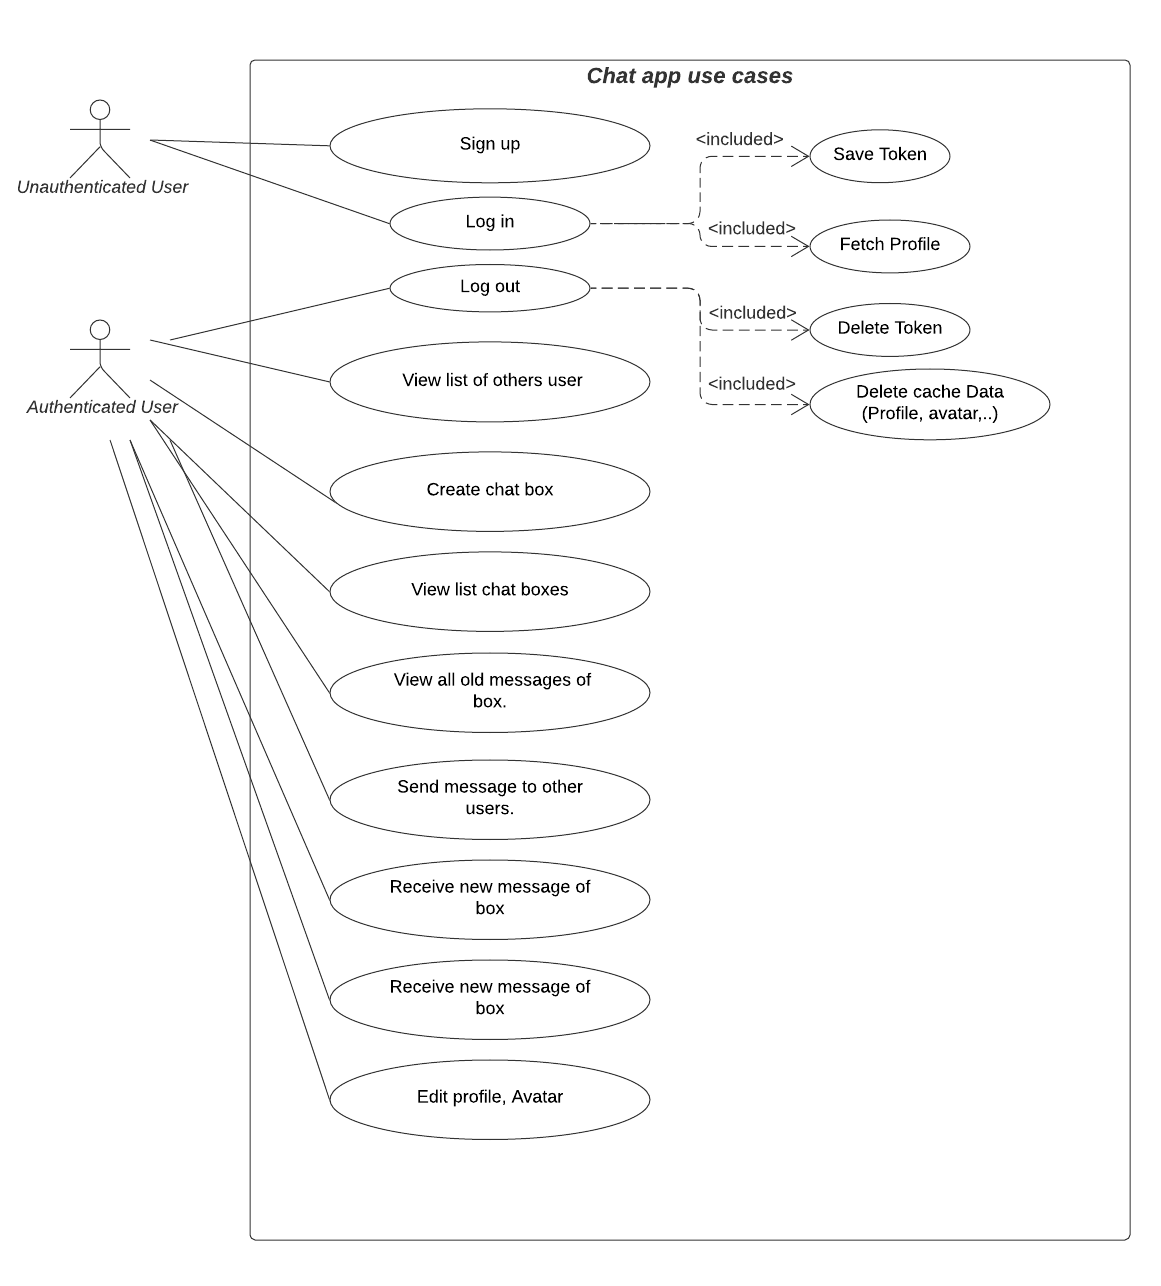 Chat app use cases
Unauthenticated User
Sign up
<included>
Save Token
Log in
<included>
Fetch Profile
Authenticated User
Log out
<included>
Delete Token
View list of others user
<included>
Delete cache Data
(Profile, avatar,..)
Create chat box
View list chat boxes
View all old messages of
box.
Send message to other
users.
Receive new message of
box
Receive new message of
box
Edit profile, Avatar